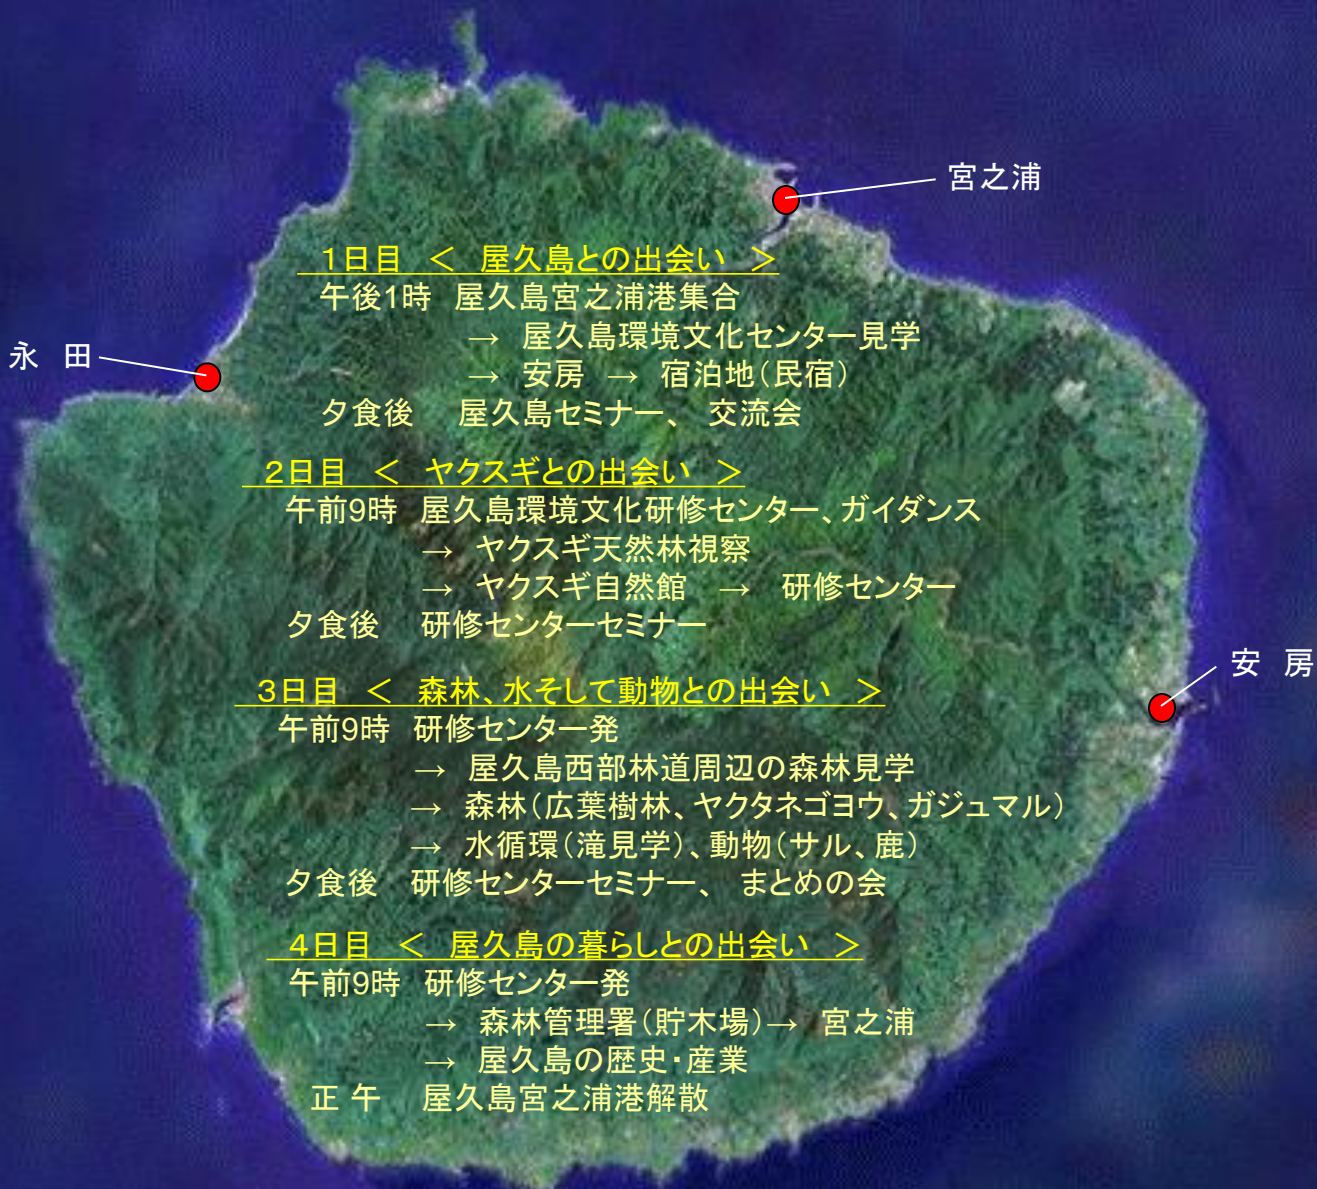 宮之浦
1日目 ＜ 屋久島との出会い ＞
午後1時 屋久島宮之浦港集合
→ 屋久島環境文化センター見学
永 田
→ 安房 → 宿泊地（民宿）
夕食後 屋久島セミナー、 交流会
2日目 ＜ ヤクスギとの出会い ＞
午前9時 屋久島環境文化研修センター、ガイダンス
→ ヤクスギ天然林視察
→ ヤクスギ自然館 → 研修センター
夕食後 研修センターセミナー
安 房
3日目 ＜ 森林、水そして動物との出会い ＞
午前9時 研修センター発
→ 屋久島西部林道周辺の森林見学
→ 森林（広葉樹林、ヤクタネゴヨウ、ガジュマル）
→ 水循環（滝見学）、動物（サル、鹿）
夕食後 研修センターセミナー、 まとめの会
4日目 ＜ 屋久島の暮らしとの出会い ＞
午前9時 研修センター発
→ 森林管理署（貯木場）→ 宮之浦
→ 屋久島の歴史・産業
正 午 屋久島宮之浦港解散